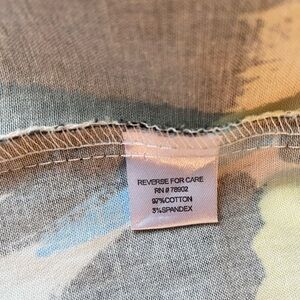 REVERSE FOR CARE
RN # 78902
97%COTTON
3%SPANDEX